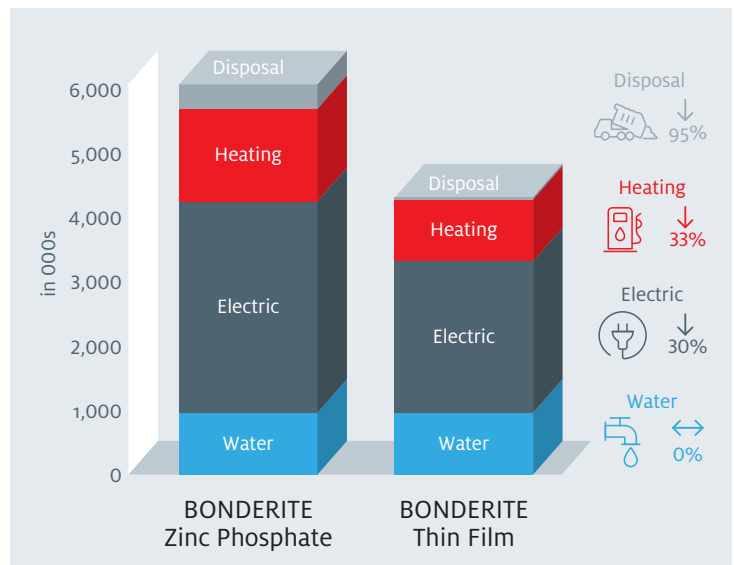 in 000s
6,000
5,000
4,000
3,000
2,000
1,000
0
Disposal
Heating
Electric
Water
BONDERITE
Zinc Phosphate
Disposal
Heating
Electric
Water
BONDERITE
Thin Film
Disposal
95%
Heating
33%
Electric
30%
Water
0%